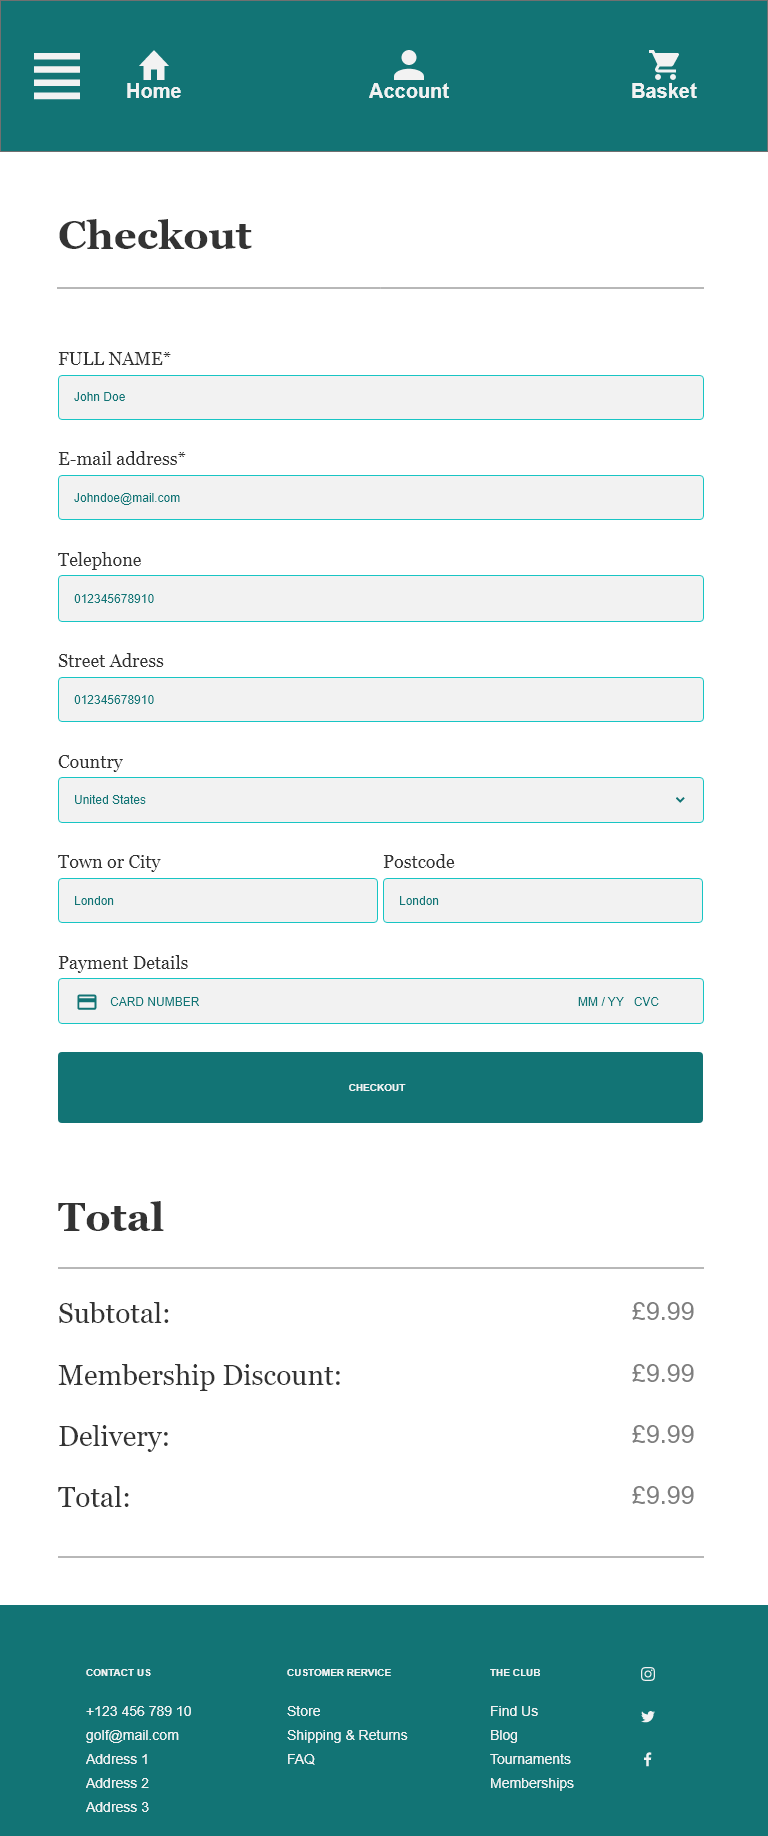 Home Account Basket
Checkout
FULL NAME*
John Doe
E-mail address*
Johndoe@mail.com
Telephone
012345678910
Street Adress
012345678910
Country
United States
Town or City Postcode
London London
Payment Details
CARD NUMBER MM / YY CVC
CHECKOUT
Total
Subtotal: £9.99
Membership Discount: £9.99
Delivery: £9.99
Total: £9.99
CONTACT US CUSTOMER RERVICE THE CLUB
+123 456 789 10 Store Find Us
golf@mail.com Shipping & Returns Blog
Address 1 FAQ Tournaments
Address 2 Memberships
Address 3